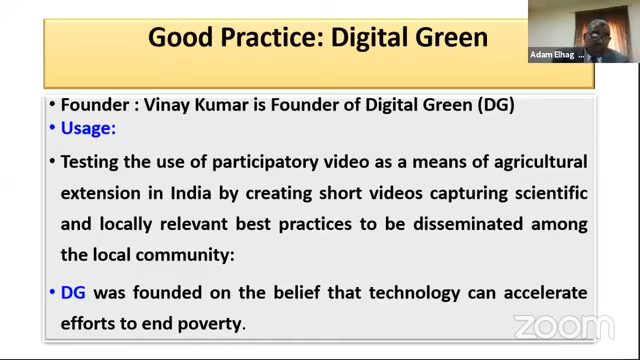 Good Practice: Digital Green
Adam Elhag ...
• Founder : Vinay Kumar is Founder of Digital Green (DG)
• Usage:
• Testing the use of participatory video as a means of agricultural
extension in India by creating short videos capturing scientific
and locally relevant best practices to be disseminated among
the local community:
• DG was founded on the belief that technology can accelerate
efforts to end poverty.
zoom